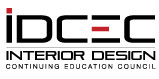 IDCEC
INTERIOR DESIGN
CONTINUING EDUCATION COUNCIL